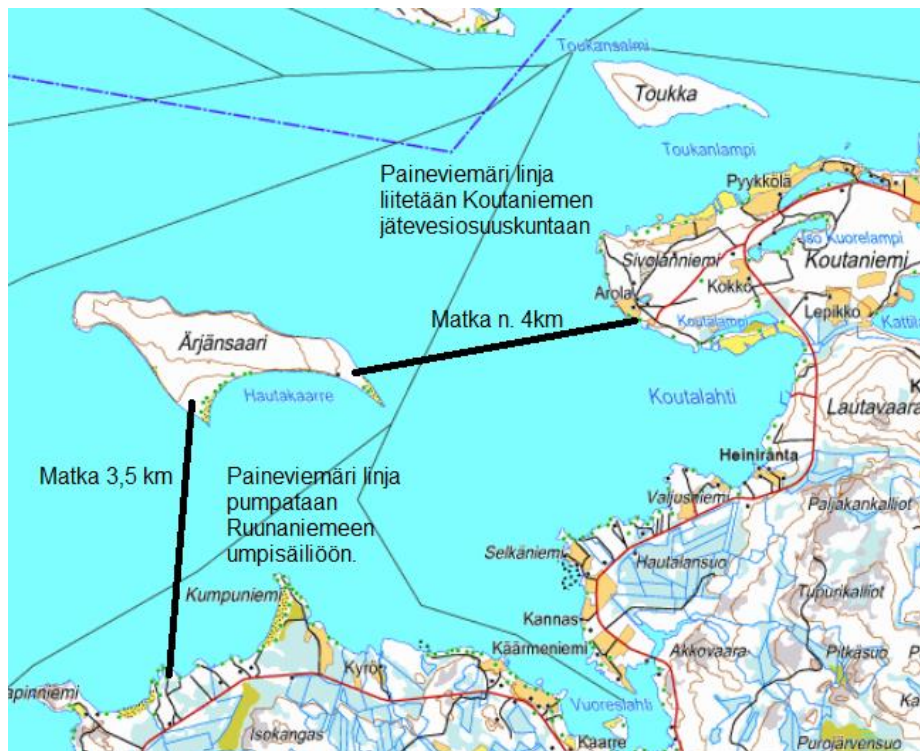 Toukansalmi
Toukka
Toukanlampi
Paineviemäri linja
liitetään Koutaniemen
jätevesiosuuskuntaan
Pyykkölä
Iso Kuorelampi
Sivolanniemi
Koutaniemi
Kokko
Arola
Lepikko
Matka n. 4km
Koutalampi
Kattila
Ärjänsaari
Hautakaarre
Koutalahti
Lautavaara
Heiniranta
Matka 3,5 km
Paineviemäri linja
pumpataan
Ruunaniemeen
umpisäiliöön.
Valjusniemi
Paljakankalliot
Selkäniemi
Hautalansuo
Kumpuniemi
Tupurikalliot
Kannas
Käärmeniemi
Akkovaara
Pitkäsuo
Kyrö
apinniemi
Vuoreslahti
Isokangas
Kaarre
Purojärvensuo